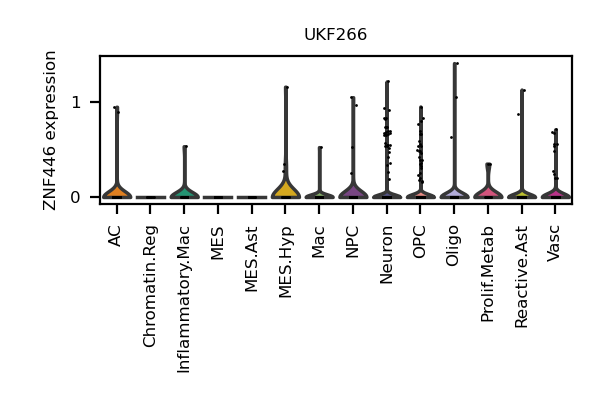 UKF266
ZNF446 expression
1
0
AC
Chromatin.Reg
Inflammatory.Mac
MES
MES.Ast
MES.Hyp
Mac
NPC
Neuron
OPC
Oligo
Prolif.Metab
Reactive.Ast
Vasc